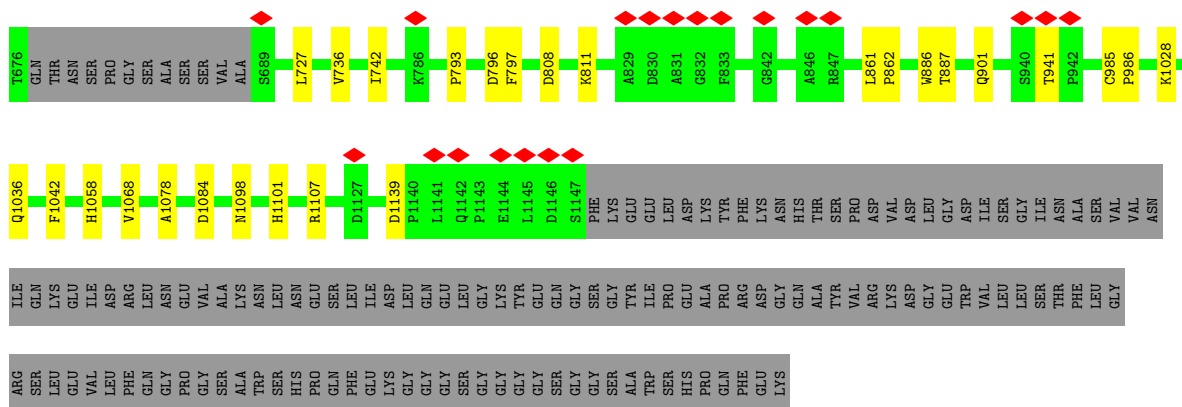 T676 GLN THR ASN SER PRO GLY SER ALA SER SER VAL ALA S689 L727 V736 I742 K786 P793 D796 F797 D808 K811 A829 D830 A831 G832 F833 G842 A846 R847 L861 P862 W886 T887 Q901 S940 T941 P942 C985 P986 K1028
Q1036 F1042 H1058 V1068 A1078 D1084 N1098 H1101 R1107 D1127 D1139 P1140 L1141 Q1142 P1143 E1144 L1145 D1146 S1147 PHE LYS GLU GLU LEU ASP LYS TYR PHE LYS ASN HIS THR SER PRO ASP VAL ASP LEU GLY ASP ILE SER GLY ILE ASN ALA SER VAL VAL ASN
ILE GLN LYS GLU ILE ASP ARG LEU ASN GLU VAL ALA LYS ASN LEU ASN GLU SER LEU ILE ASP LEU GLN GLU LEU GLY LYS TYR GLU GLN GLY SER GLY TYR ILE PRO GLU ALA PRO ARG ASP GLY GLN ALA TYR VAL ARG LYS ASP GLY GLU TRP VAL LEU LEU SER THR PHE LEU GLY
ARG SER LEU GLU VAL LEU PHE GLN GLY PRO GLY SER ALA TRP SER HIS PRO GLN PHE GLU LYS GLY GLY GLY SER GLY GLY GLY GLY SER GLY GLY SER ALA TRP SER HIS PRO GLN PHE GLU LYS